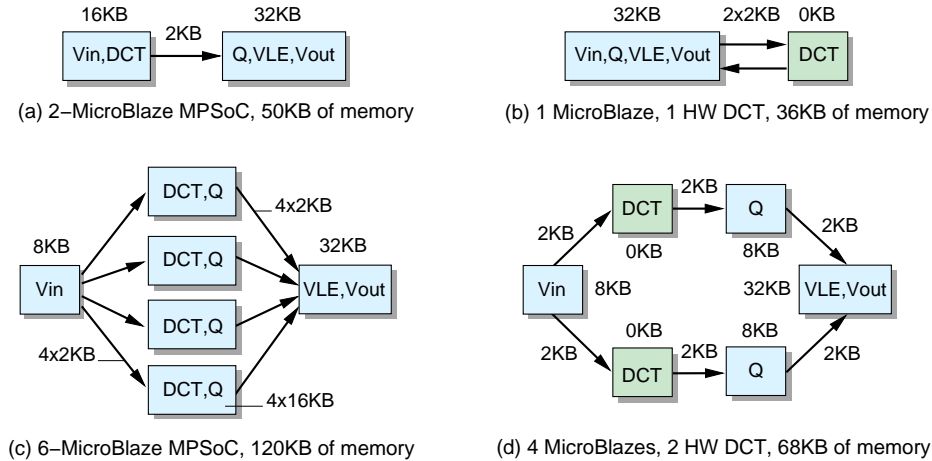 16KB
2KB
32KB
Vin,DCT
Q,VLE,Vout
(a) 2–MicroBlaze MPSoC, 50KB of memory
32KB
2x2KB
0KB
Vin,Q,VLE,Vout
DCT
(b) 1 MicroBlaze, 1 HW DCT, 36KB of memory
DCT,Q
4x2KB
8KB
DCT,Q
32KB
Vin
VLE,Vout
DCT,Q
4x2KB
DCT,Q
4x16KB
(c) 6–MicroBlaze MPSoC, 120KB of memory
2KB
DCT
Q
2KB
2KB
0KB
8KB
Vin
8KB
32KB
VLE,Vout
0KB
8KB
2KB
2KB
2KB
DCT
Q
(d) 4 MicroBlazes, 2 HW DCT, 68KB of memory